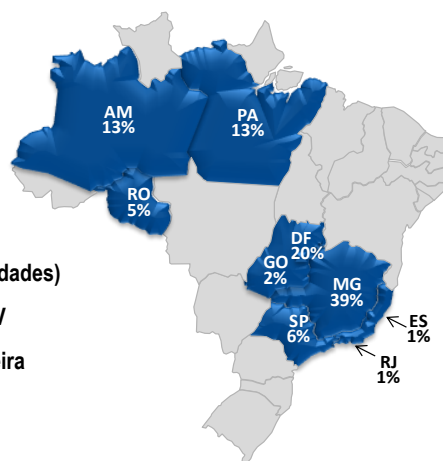 AM
13%
PA
13%
RO
5%
DF
20%
GO
2%
MG
39%
SP
6%
ES
1%
RJ
1%
dades)
V
ira